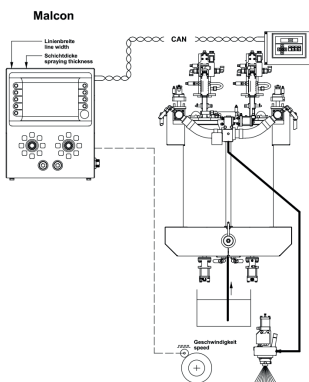 Malcon
Linienbreite
line width
Schichtdicke
spraying thickness
CAN
Geschwindigkeit
speed